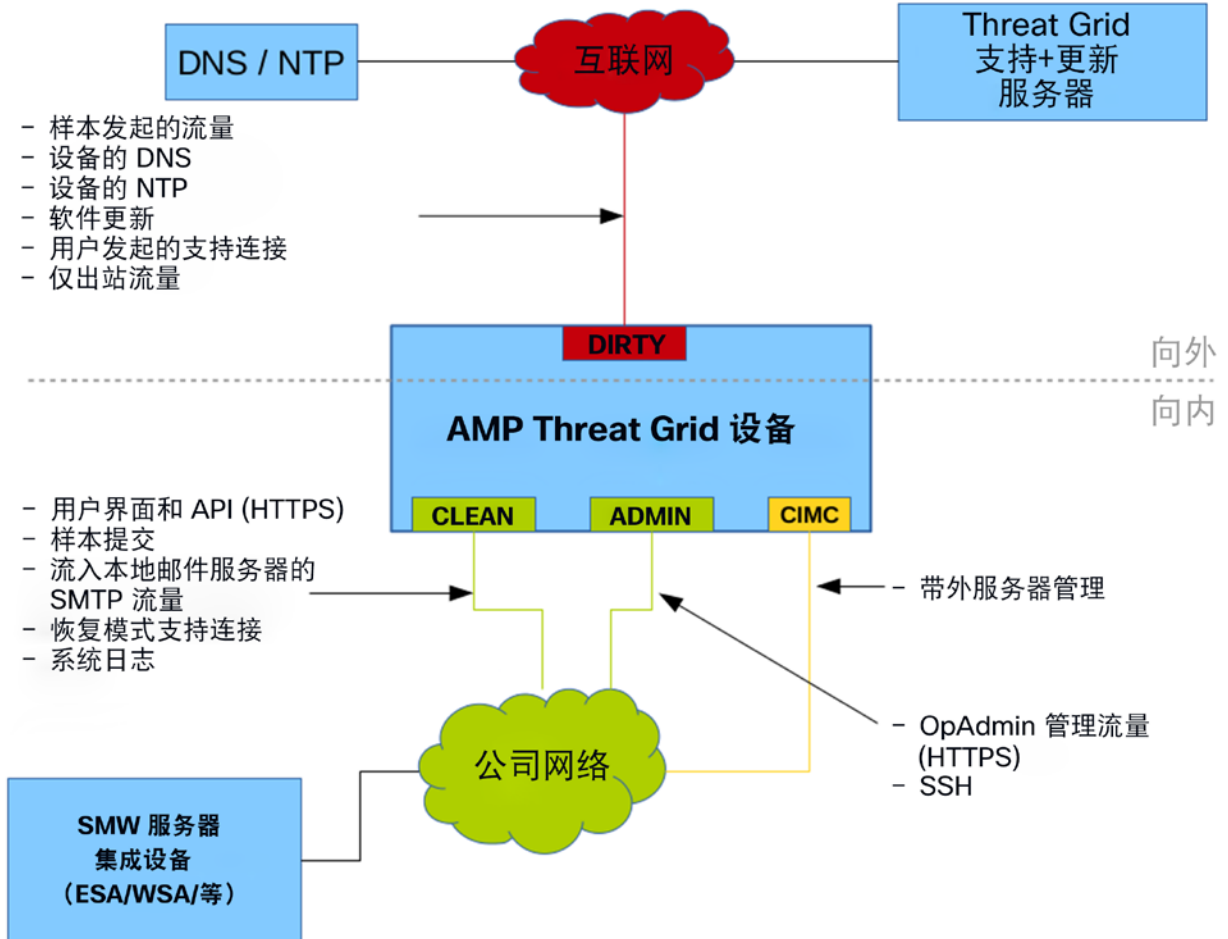 DNS / NTP
互联网
Threat Grid
支持+更新
服务器
- 样本发起的流量
- 设备的 DNS
- 设备的 NTP
- 软件更新
- 用户发起的支持连接
- 仅出站流量
DIRTY
向外
向内
AMP Threat Grid 设备
CLEAN
ADMIN
CIMC
- 用户界面和 API (HTTPS)
- 样本提交
- 流入本地邮件服务器的
SMTP 流量
- 恢复模式支持连接
- 系统日志
- 带外服务器管理
- OpAdmin 管理流量
(HTTPS)
- SSH
公司网络
SMW 服务器
集成设备
（ESA/WSA/等）